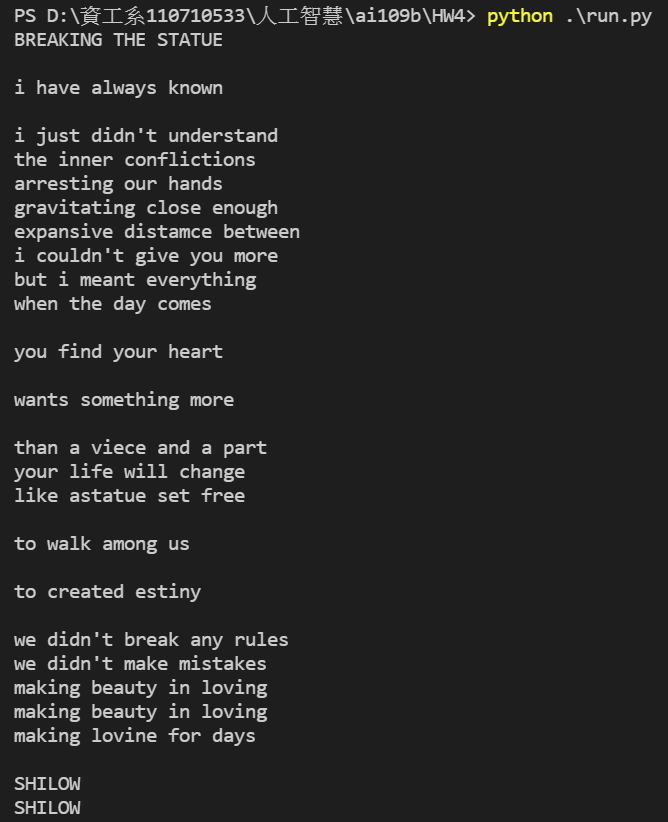 PS D:\資工系110710533\人工智慧\ai109b\HW4> python .\run.py
BREAKING THE STATUE
i have always known
i just didn't understand
the inner conflictions
arresting our hands
gravitating close enough
expansive distamce between
i couldn't give you more
but i meant everything
when the day comes
you find your heart
wants something more
than a viece and a part
your life will change
like astatue set free
to walk among us
to created estiny
we didn't break any rules
we didn't make mistakes
making beauty in loving
making beauty in loving
making lovine for days
SHILOW
SHILOW